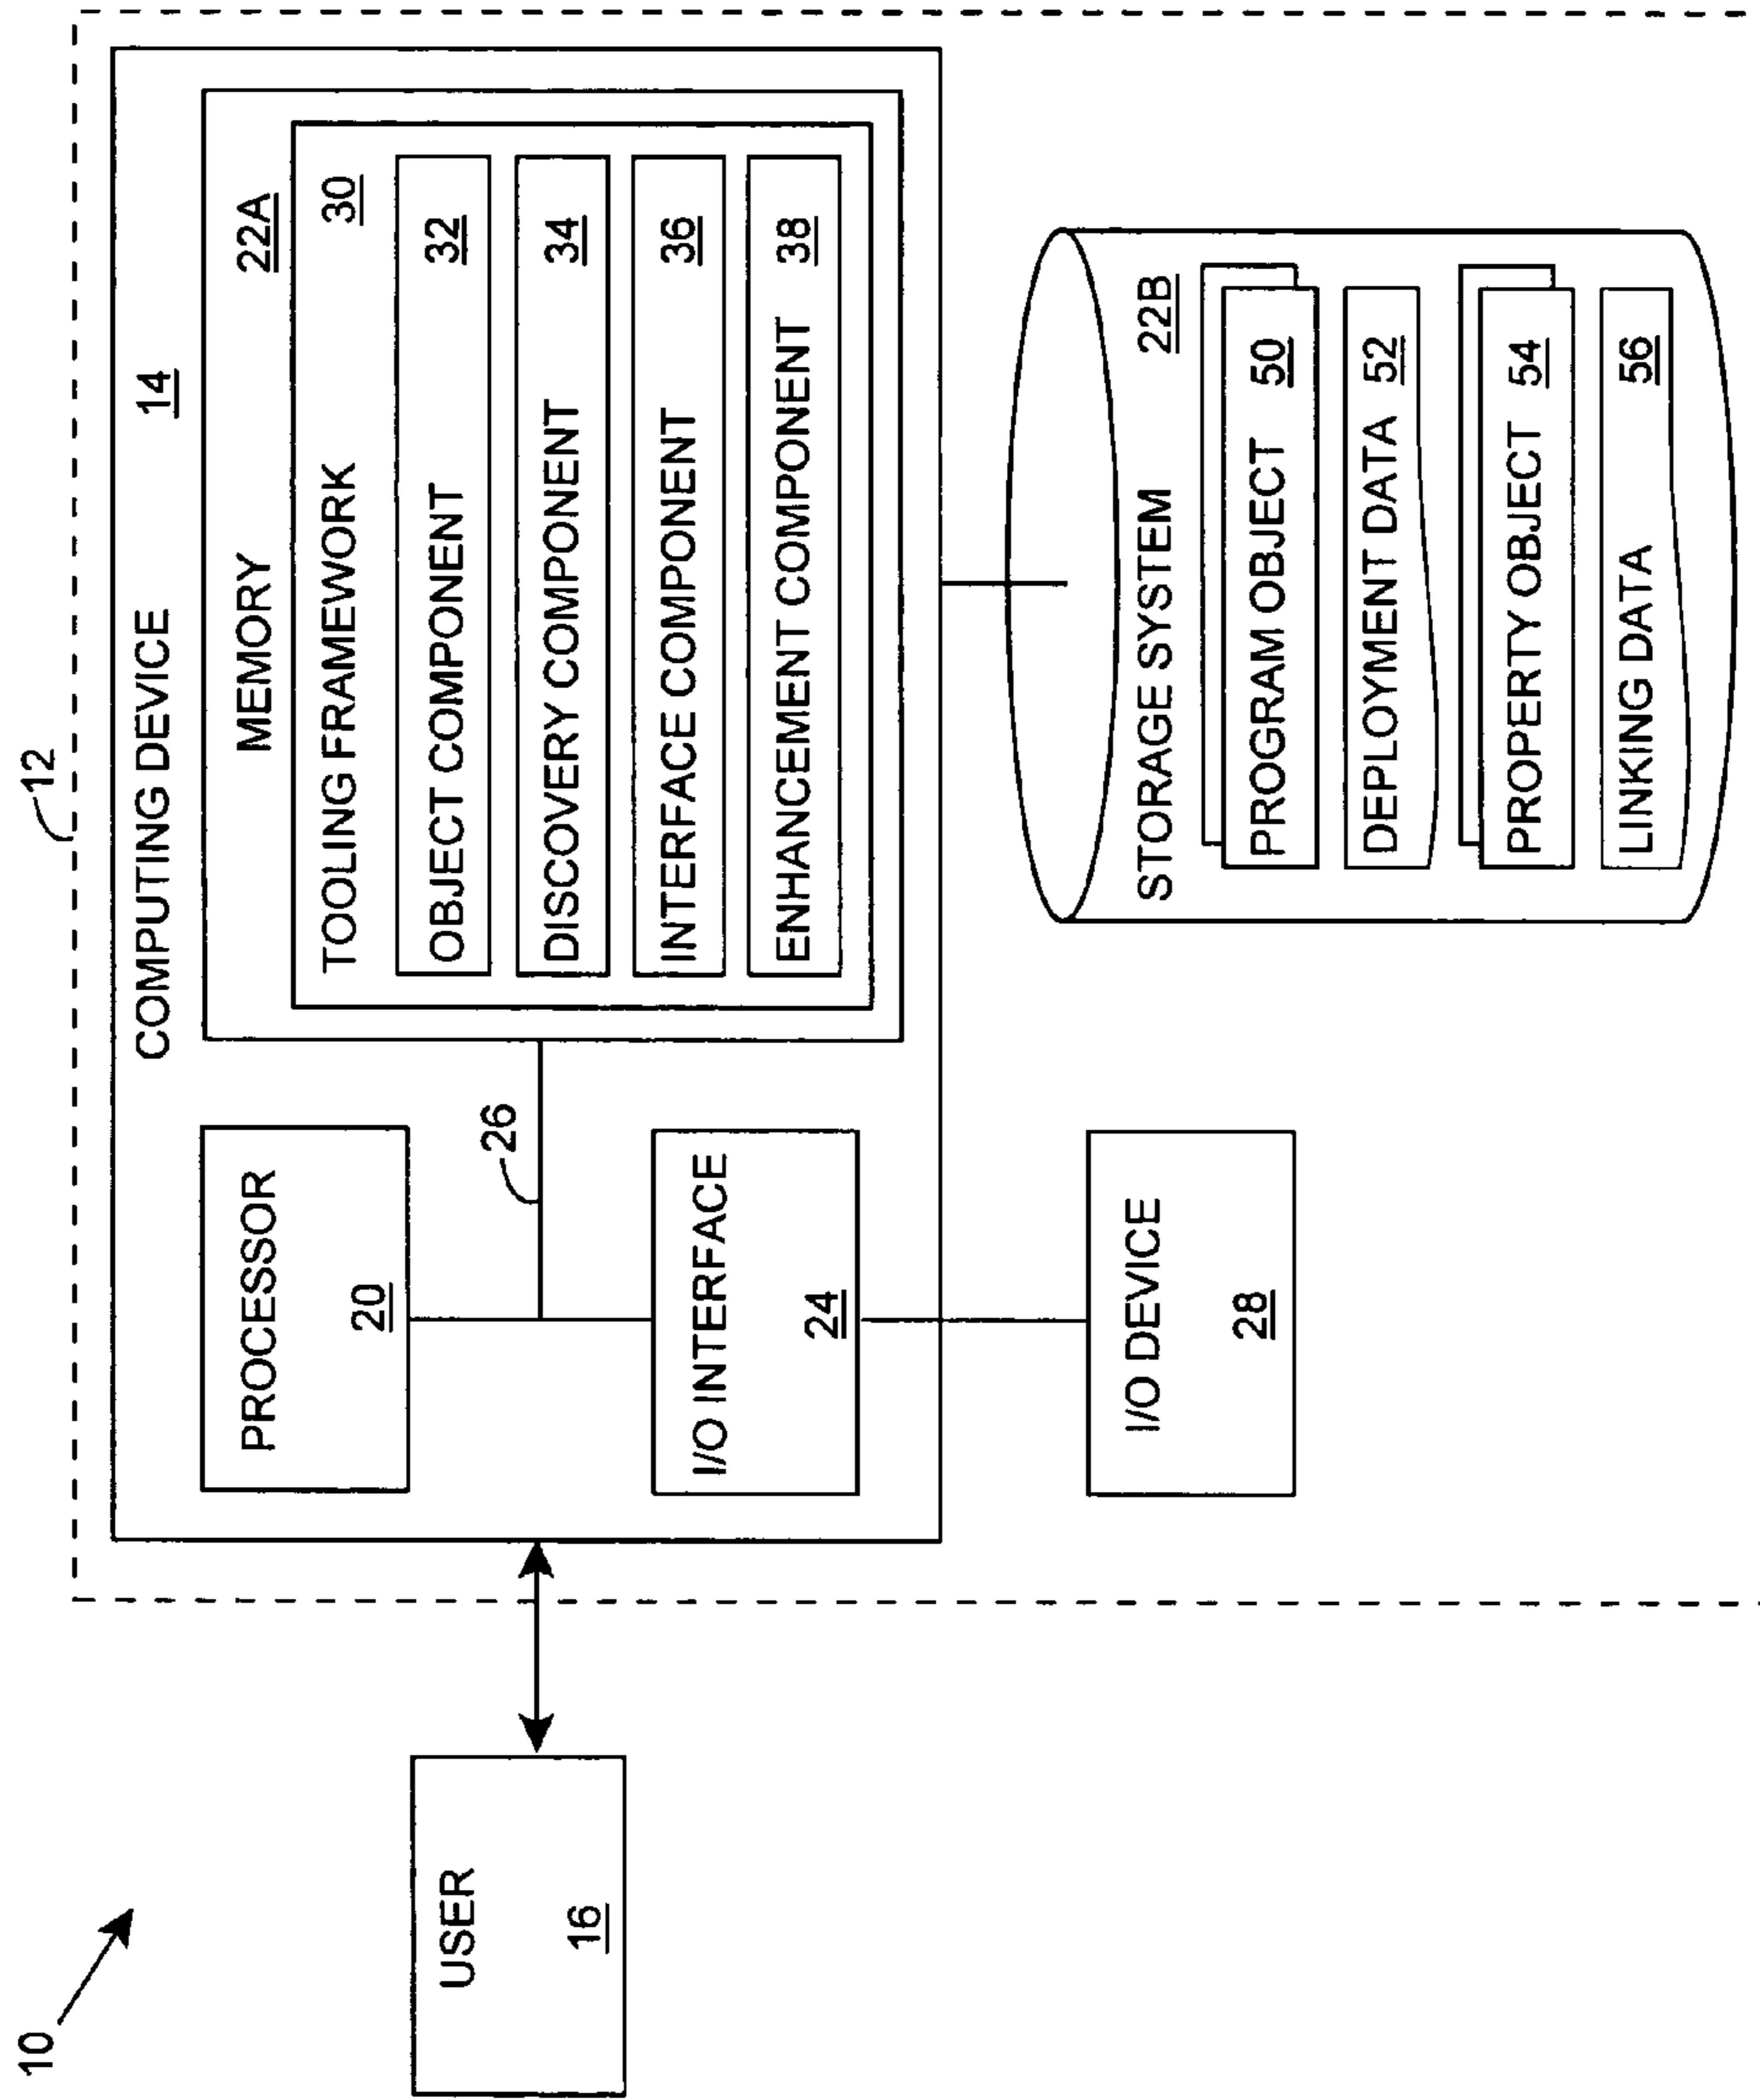 10
12
COMPUTING DEVICE 14
USER
16
PROCESSOR
20
26
I/O INTERFACE
24
I/O DEVICE
28
MEMORY 22A
TOOLING FRAMEWORK 30
OBJECT COMPONENT 32
DISCOVERY COMPONENT 34
INTERFACE COMPONENT 36
ENHANCEMENT COMPONENT 38
STORAGE SYSTEM 22B
PROGRAM OBJECT 50
DEPLOYMENT DATA 52
PROPERTY OBJECT 54
LINKING DATA 56